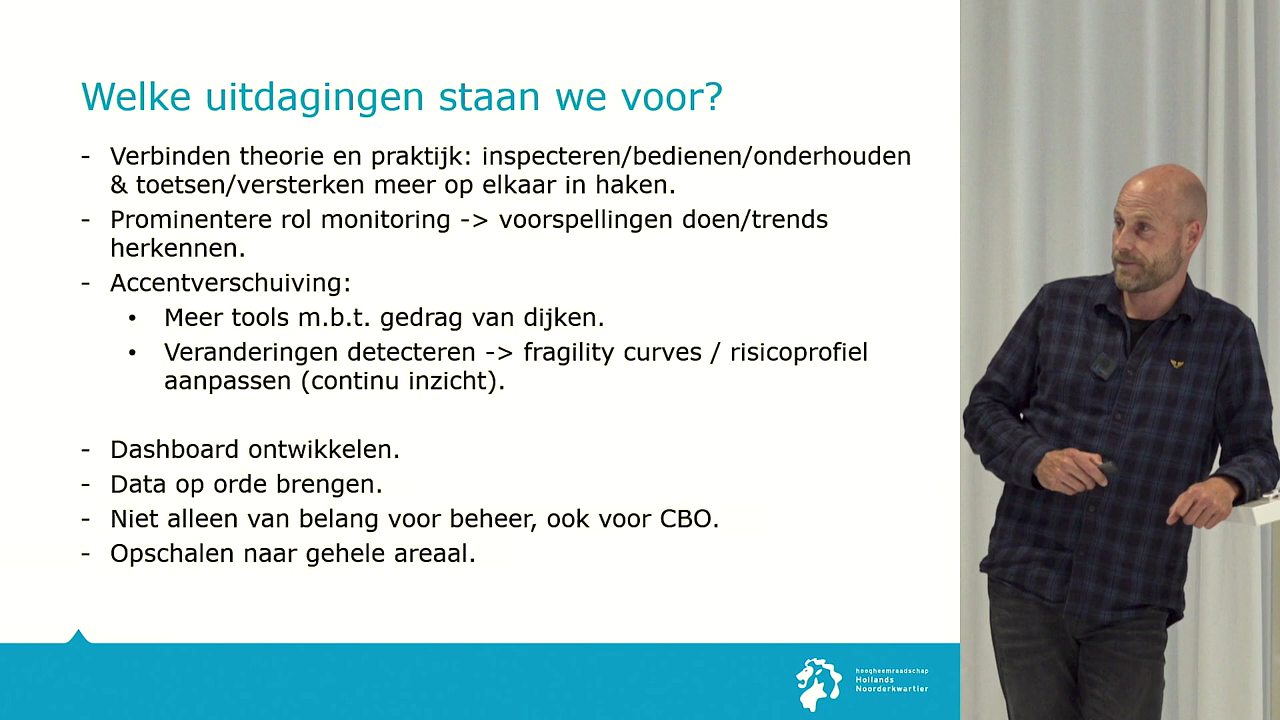 Welke uitdagingen staan we voor?
- Verbinden theorie en praktijk: inspecteren/bedienen/onderhouden
& toetsen/versterken meer op elkaar in haken.
- Prominentere rol monitoring -> voorspellingen doen/trends
herkennen.
- Accentverschuiving:
• Meer tools m.b.t. gedrag van dijken.
• Veranderingen detecteren -> fragility curves / risicoprofiel
aanpassen (continu inzicht).
- Dashboard ontwikkelen.
- Data op orde brengen.
- Niet alleen van belang voor beheer, ook voor CBO.
- Opschalen naar gehele areaal.
hoogheemraadschap
Hollands
Noorderkwartier